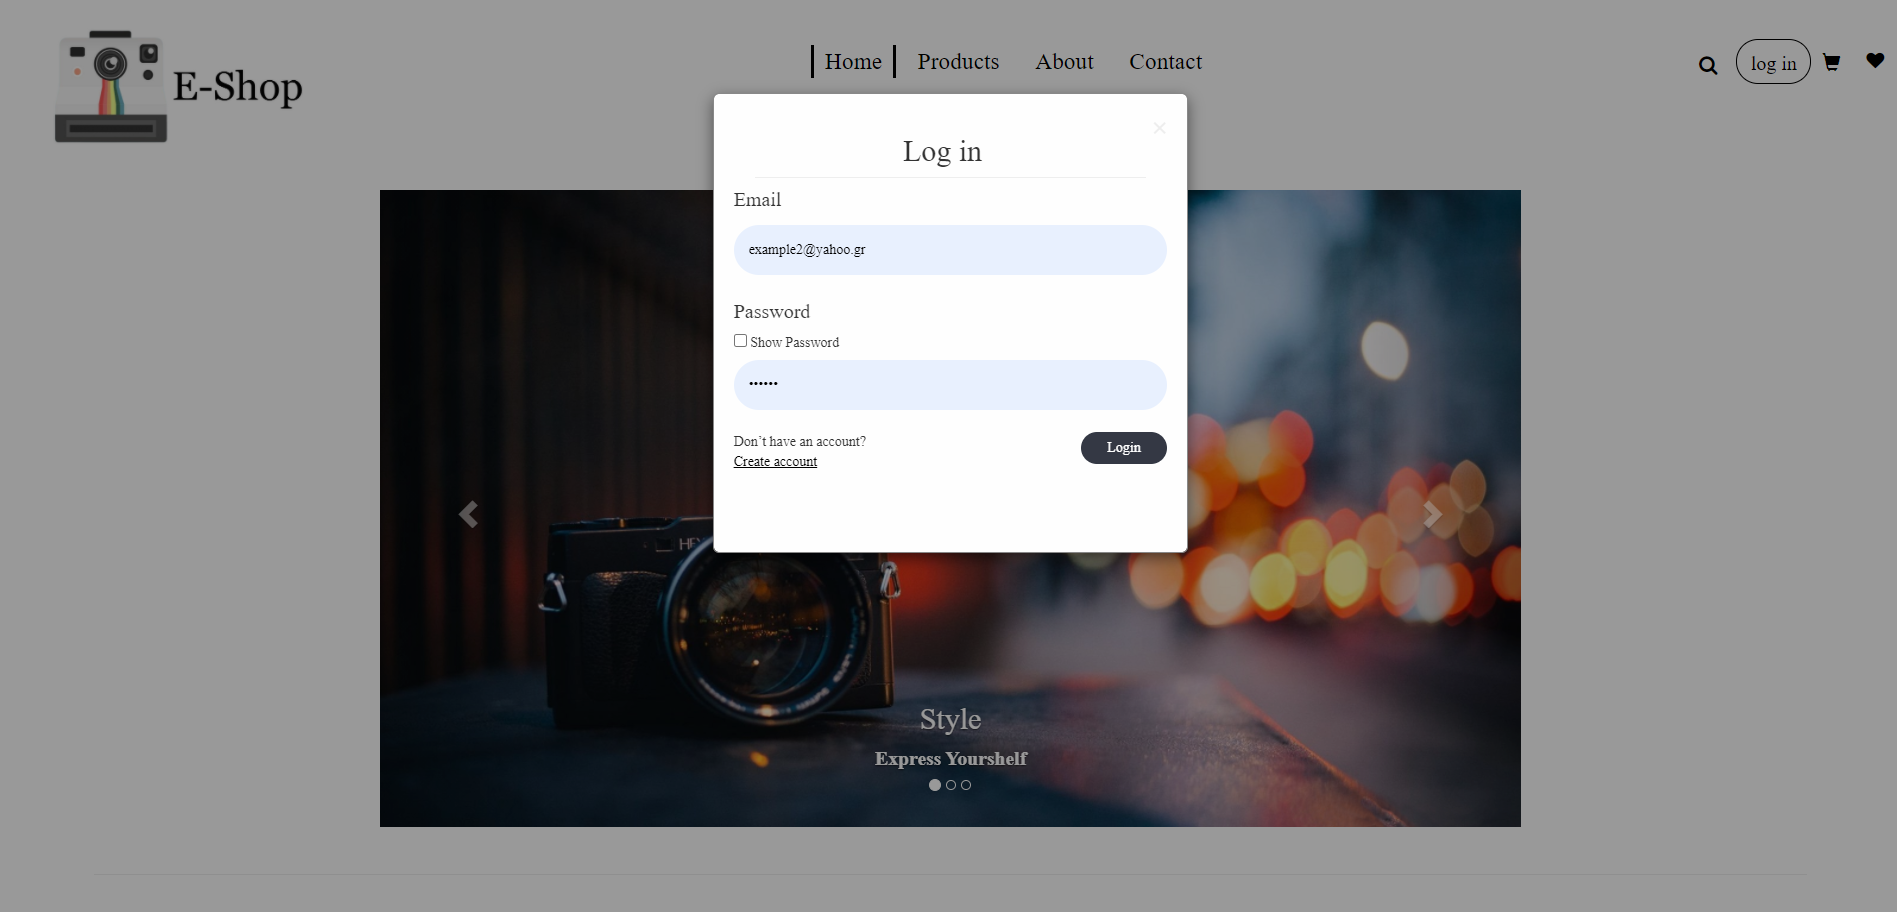 E-Shop
Home
Products
About
Contact
log in
×
Log in
Email
example2@yahoo.gr
Password
Show Password
••••••
Don't have an account?
Create account
Login
HEX
Style
Express Yourshelf